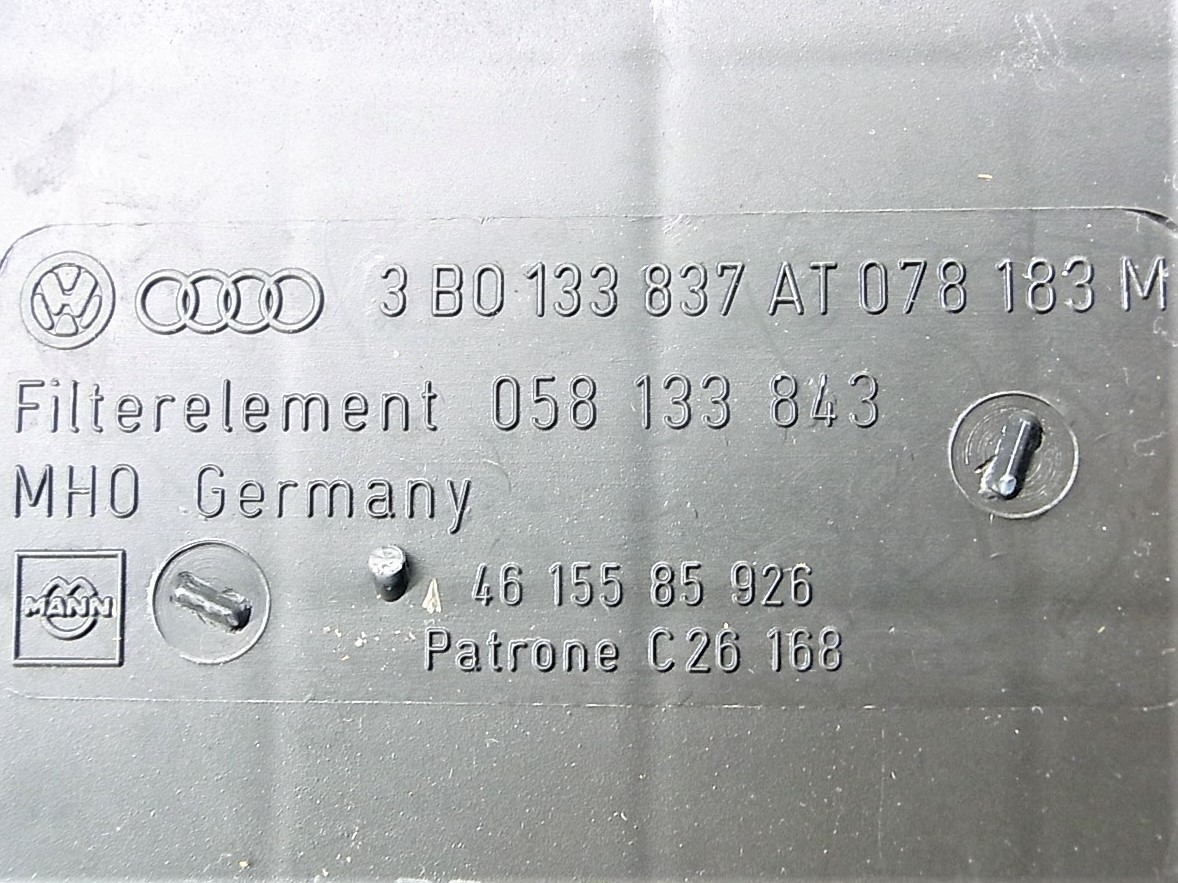 3 B0 133 837 AT 078 183 M
Filterelement 058 133 843
MHO Germany
MANN
46 155 85 926
Patrone C 26 168